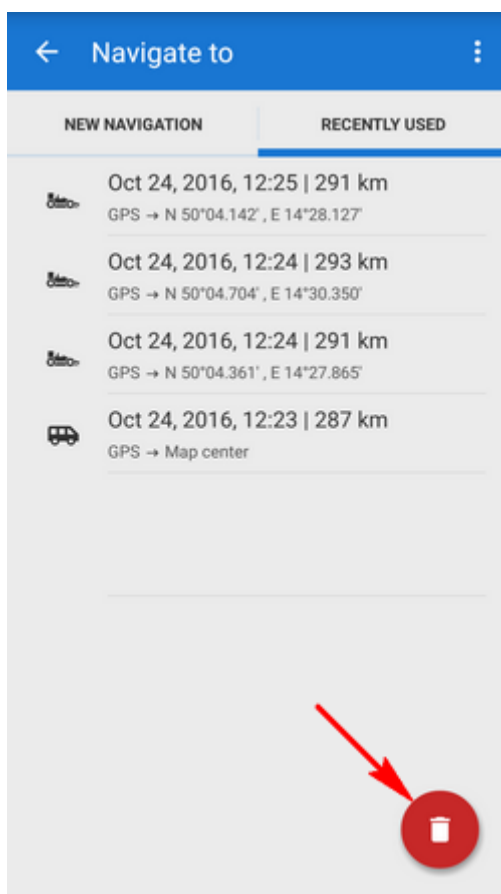 Navigate to
NEW NAVIGATION
RECENTLY USED
Oct 24, 2016, 12:25 | 291 km
GPS → N 50°04.142' , E 14°28.127'
Oct 24, 2016, 12:24 | 293 km
GPS → N 50°04.704' , E 14°30.350'
Oct 24, 2016, 12:24 | 291 km
GPS → N 50°04.361' , E 14°27.865'
Oct 24, 2016, 12:23 | 287 km
GPS → Map center